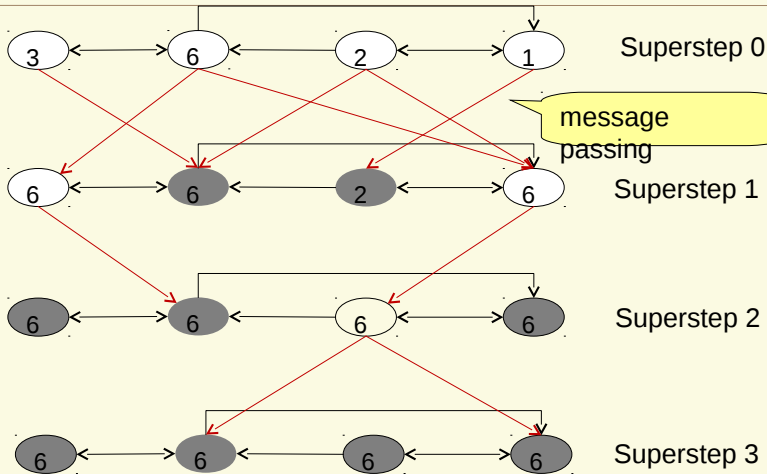 3 6 2 1 Superstep 0
message
passing
6 6 2 6 Superstep 1
6 6 6 6 Superstep 2
6 6 6 6 Superstep 3